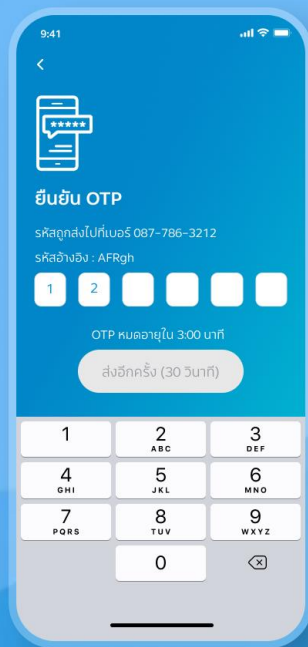 9:41
*****
ยืนยัน OTP
รหัสถูกส่งไปที่เบอร์ 087-786-3212
รหัสอ้างอิง : AFRgh
1 2
OTP หมดอายุใน 3:00 นาที
ส่งอีกครั้ง (30 วินาที)
1 2 3
ABC DEF
4 5 6
GHI JKL MNO
7 8 9
PQRS TUV WXYZ
0